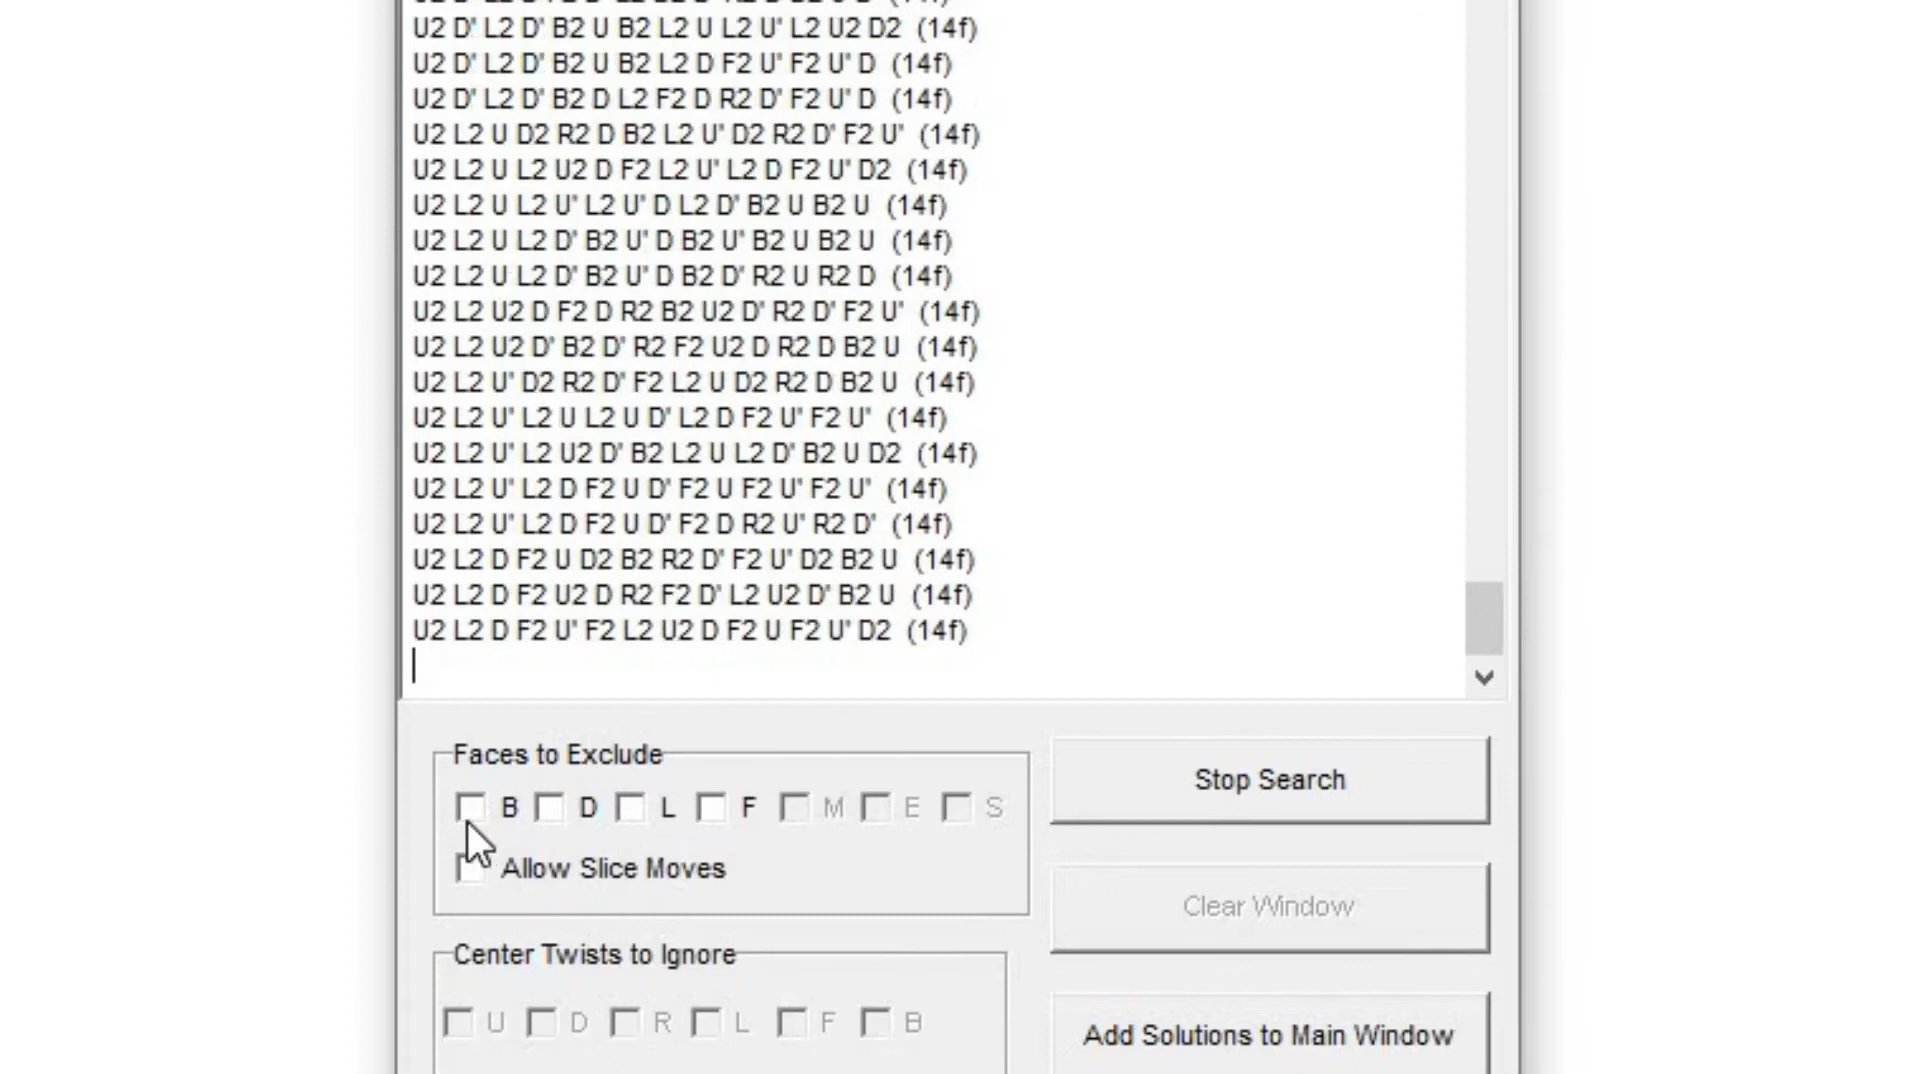 U2 D' L2 D' B2 U B2 L2 U L2 U' L2 U2 D2 (14f)
U2 D' L2 D' B2 U B2 L2 D F2 U' F2 U' D (14f)
U2 D' L2 D' B2 D L2 F2 D R2 D' F2 U' D (14f)
U2 L2 U D2 R2 D B2 L2 U' D2 R2 D' F2 U' (14f)
U2 L2 U L2 U2 D F2 L2 U' L2 D F2 U' D2 (14f)
U2 L2 U L2 U' L2 U' D L2 D' B2 U B2 U (14f)
U2 L2 U L2 D' B2 U' D B2 U' B2 U B2 U (14f)
U2 L2 U L2 D' B2 U' D B2 D' R2 U R2 D (14f)
U2 L2 U2 D F2 D R2 B2 U2 D' R2 D' F2 U' (14f)
U2 L2 U2 D' B2 D' R2 F2 U2 D R2 D B2 U (14f)
U2 L2 U' D2 R2 D' F2 L2 U D2 R2 D B2 U (14f)
U2 L2 U' L2 U L2 U D' L2 D F2 U' F2 U' (14f)
U2 L2 U' L2 U2 D' B2 L2 U L2 D' B2 U D2 (14f)
U2 L2 U' L2 D F2 U D' F2 U F2 U' F2 U' (14f)
U2 L2 U' L2 D F2 U D' F2 D R2 U' R2 D' (14f)
U2 L2 D F2 U D2 B2 R2 D' F2 U' D2 B2 U (14f)
U2 L2 D F2 U2 D R2 F2 D' L2 U2 D' B2 U (14f)
U2 L2 D F2 U' F2 L2 U2 D F2 U F2 U' D2 (14f)
Faces to Exclude
B D L F M E S
Allow Slice Moves
Stop Search
Clear Window
Center Twists to Ignore
U D R L F B
Add Solutions to Main Window